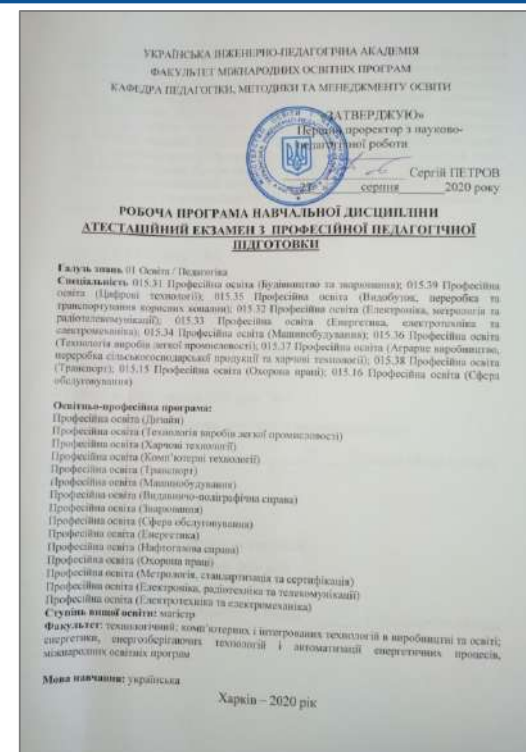 УКРАЇНСЬКА ІНЖЕНЕРНО-ПЕДАГОГІЧНА АКАДЕМІЯ
ФАКУЛЬТЕТ МІЖНАРОДНИХ ОСВІТНІХ ПРОГРАМ
КАФЕДРА ПЕДАГОГІКИ, МЕТОДИКИ ТА МЕНЕДЖМЕНТУ ОСВІТИ
«ЗАТВЕРДЖУЮ»
Перший проректор з науково-
педагогічної роботи
Сергій ПЕТРОВ
27 серпня 2020 року
РОБОЧА ПРОГРАМА НАВЧАЛЬНОЇ ДИСЦИПЛІНИ
АТЕСТАЦІЙНИЙ ЕКЗАМЕН З ПРОФЕСІЙНОЇ ПЕДАГОГІЧНОЇ
ПІДГОТОВКИ
Галузь знань 01 Освіта / Педагогіка
Спеціальність 015.31 Професійна освіта (Будівництво та зварювання); 015.39 Професійна
освіта (Цифрові технології); 015.35 Професійна освіта (Видобуток, переробка та
транспортування корисних копалин); 015.32 Професійна освіта (Електроніка, метрологія та
радіотелекомунікації); 015.33 Професійна освіта (Енергетика, електротехніка та
електромеханіка); 015.34 Професійна освіта (Машинобудування); 015.36 Професійна освіта
(Технологія виробів легкої промисловості); 015.37 Професійна освіта (Аграрне виробництво,
переробка сільськогосподарської продукції та харчові технології); 015.38 Професійна освіта
(Транспорт); 015.15 Професійна освіта (Охорона праці); 015.16 Професійна освіта (Сфера
обслуговування)
Освітньо-професійна програма:
Професійна освіта (Дизайн)
Професійна освіта (Технологія виробів легкої промисловості)
Професійна освіта (Харчові технології)
Професійна освіта (Комп'ютерні технології)
Професійна освіта (Транспорт)
Професійна освіта (Машинобудування)
Професійна освіта (Видавничо-поліграфічна справа)
Професійна освіта (Зварювання)
Професійна освіта (Сфера обслуговування)
Професійна освіта (Енергетика)
Професійна освіта (Нафтогазова справа)
Професійна освіта (Охорона праці)
Професійна освіта (Метрологія, стандартизація та сертифікація)
Професійна освіта (Електроніка, радіотехніка та телекомунікації)
Професійна освіта (Електротехніка та електромеханіка)
Ступінь вищої освіти: магістр
Факультет: технологічний; комп'ютерних і інтегрованих технологій в виробництві та освіті;
енергетики, енергозберігаючих технологій і автоматизації енергетичних процесів,
міжнародних освітніх програм
Мова навчання: українська
Харків – 2020 рік